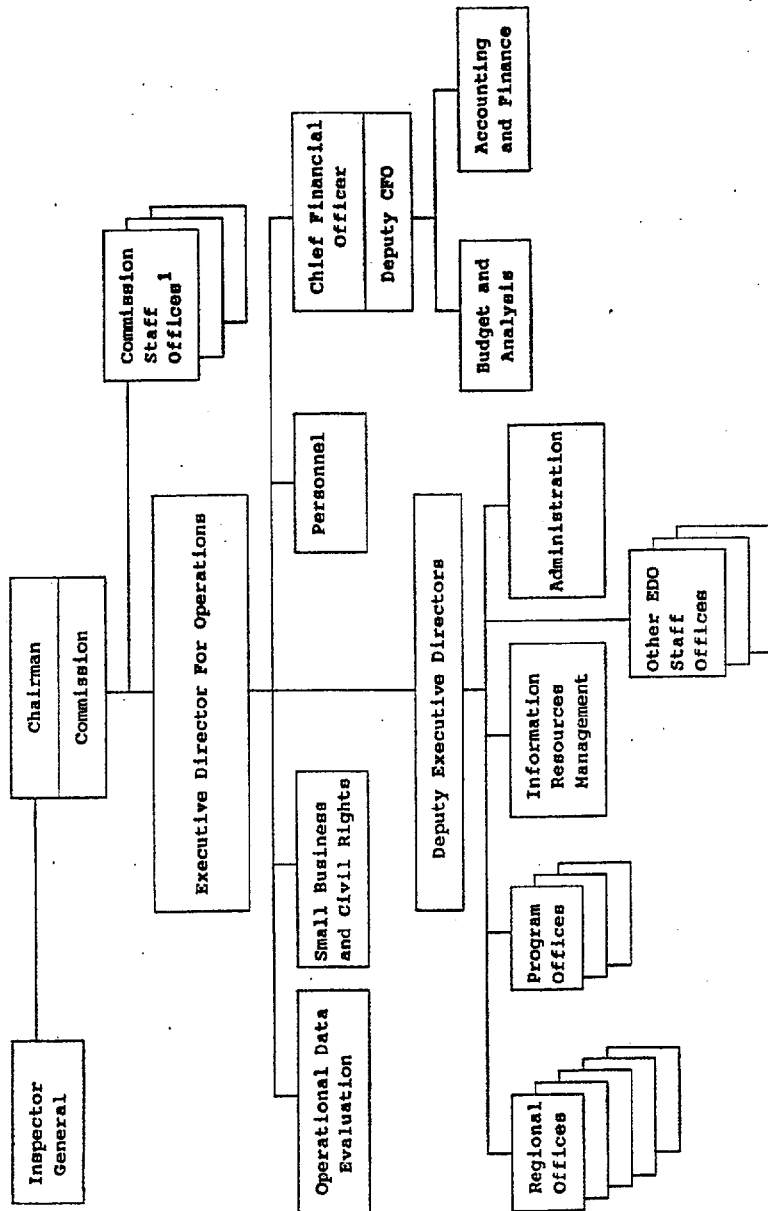 Chairman
Commission
Inspector
General
Commission
Staff
Offices1
Executive Director For Operations
Operational Data
Evaluation
Small Business
and Civil Rights
Personnel
Chief Financial
Officer
Deputy CFO
Deputy Executive Directors
Budget and
Analysis
Accounting
and Finance
Regional
Offices
Program
Offices
Information
Resources
Management
Administration
Other EDO
Staff
Offices